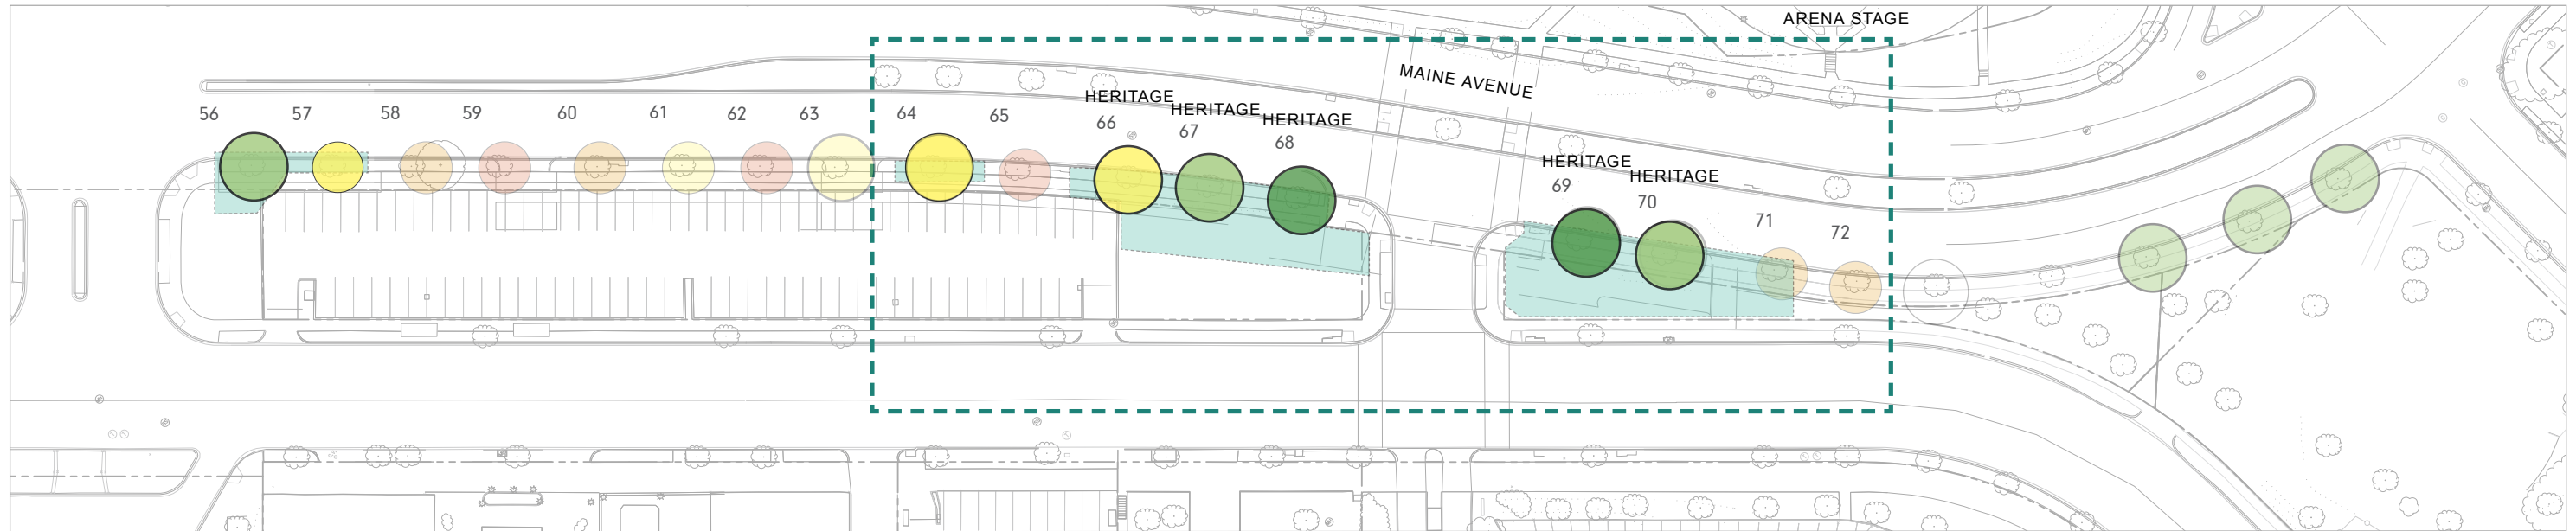 ARENA STAGE
MAINE AVENUE
56 57 58 59 60 61 62 63 64 65
HERITAGE
66
HERITAGE
67
HERITAGE
68
HERITAGE
69
HERITAGE
70
71
72